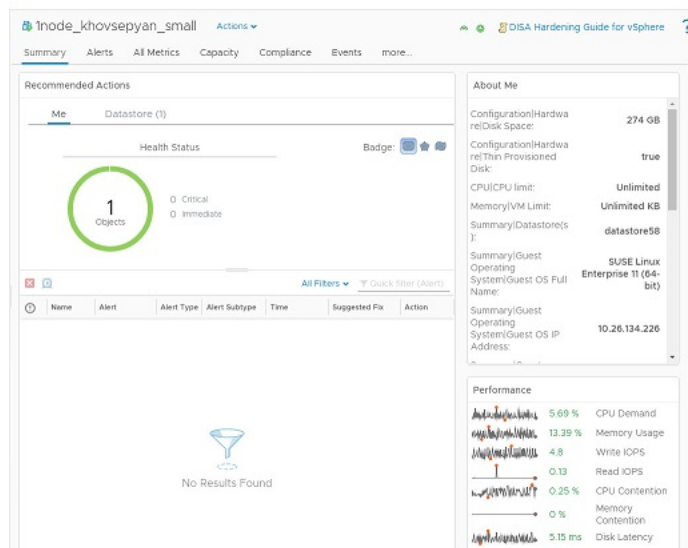 1node_khovsepyan_small Actions
DISA Hardening Guide for vSphere ?
Summary Alerts All Metrics Capacity Compliance Events more...
Recommended Actions
Me Datastore (1)
Health Status
Badge:
1
Objects
0 Critical
0 Immediate
All Filters Quick filter (Alert)
Name Alert Alert Type Alert Subtype Time Suggested Fix Action
No Results Found
About Me
Configuration|Hardwa
re|Disk Space:
274 GB
Configuration|Hardwa
re|Thin Provisioned
Disk:
true
CPU|CPU limit: Unlimited
Memory|VM Limit: Unlimited KB
Summary|Datastore(s
):
datastore58
Summary|Guest
Operating
System|Guest OS Full
Name:
SUSE Linux
Enterprise 11 (64-
bit)
Summary|Guest
Operating
System|Guest OS IP
Address:
10.26.134.226
Performance
5.69 % CPU Demand
13.39 % Memory Usage
4.8 Write IOPS
0.13 Read IOPS
0.25 % CPU Contention
0 % Memory
Contention
5.15 ms Disk Latency